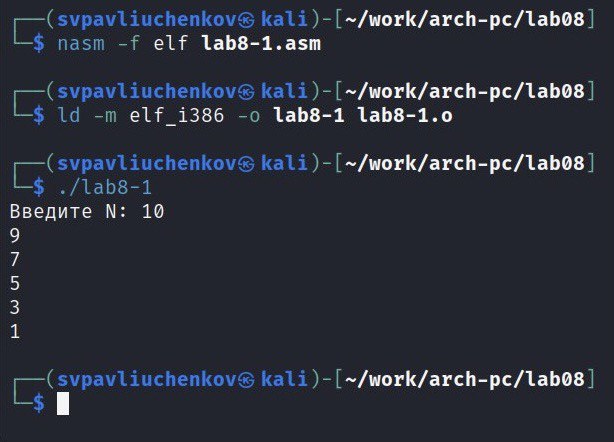 ┌──(svpavliuchenkov㉿kali)-[~/work/arch-pc/lab08]
└─$ nasm -f elf lab8-1.asm
┌──(svpavliuchenkov㉿kali)-[~/work/arch-pc/lab08]
└─$ ld -m elf_i386 -o lab8-1 lab8-1.o
┌──(svpavliuchenkov㉿kali)-[~/work/arch-pc/lab08]
└─$ ./lab8-1
Введите N: 10
9
7
5
3
1
┌──(svpavliuchenkov㉿kali)-[~/work/arch-pc/lab08]
└─$